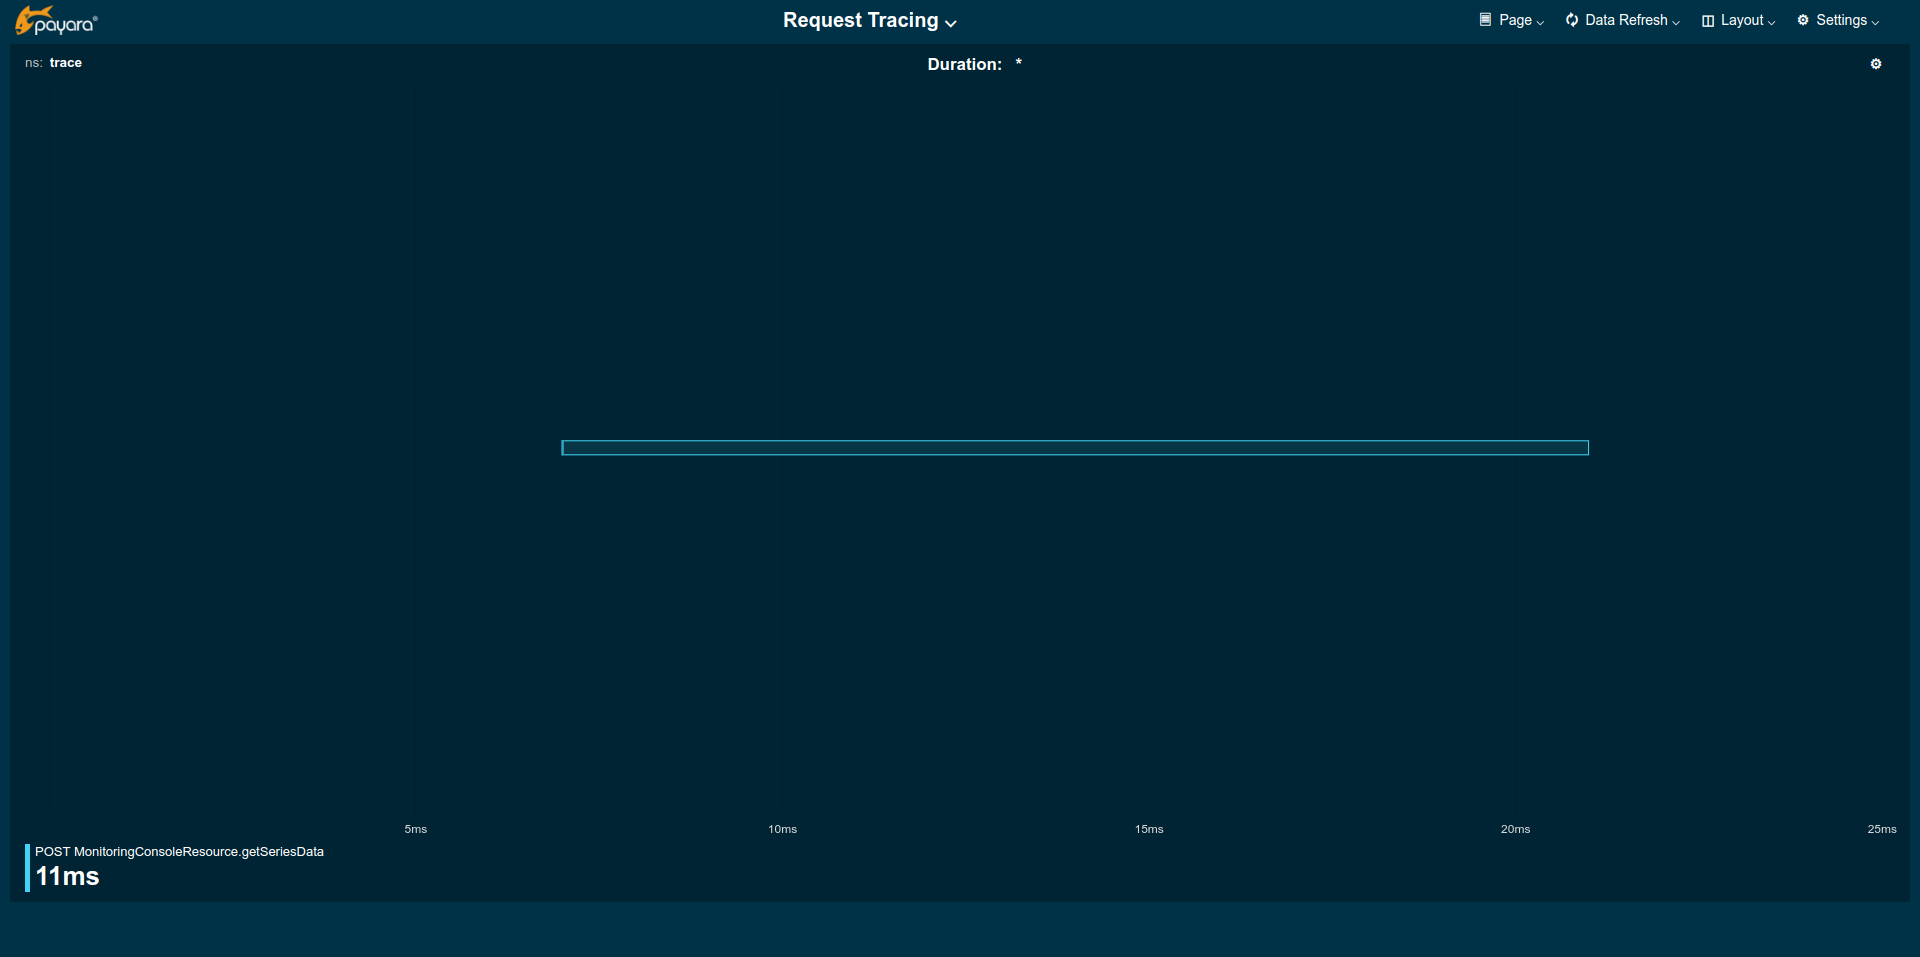 payara®
Request Tracing
Page
Data Refresh
Layout
Settings
ns: trace
Duration: *
5ms
10ms
15ms
20ms
25ms
POST MonitoringConsoleResource.getSeriesData
11ms